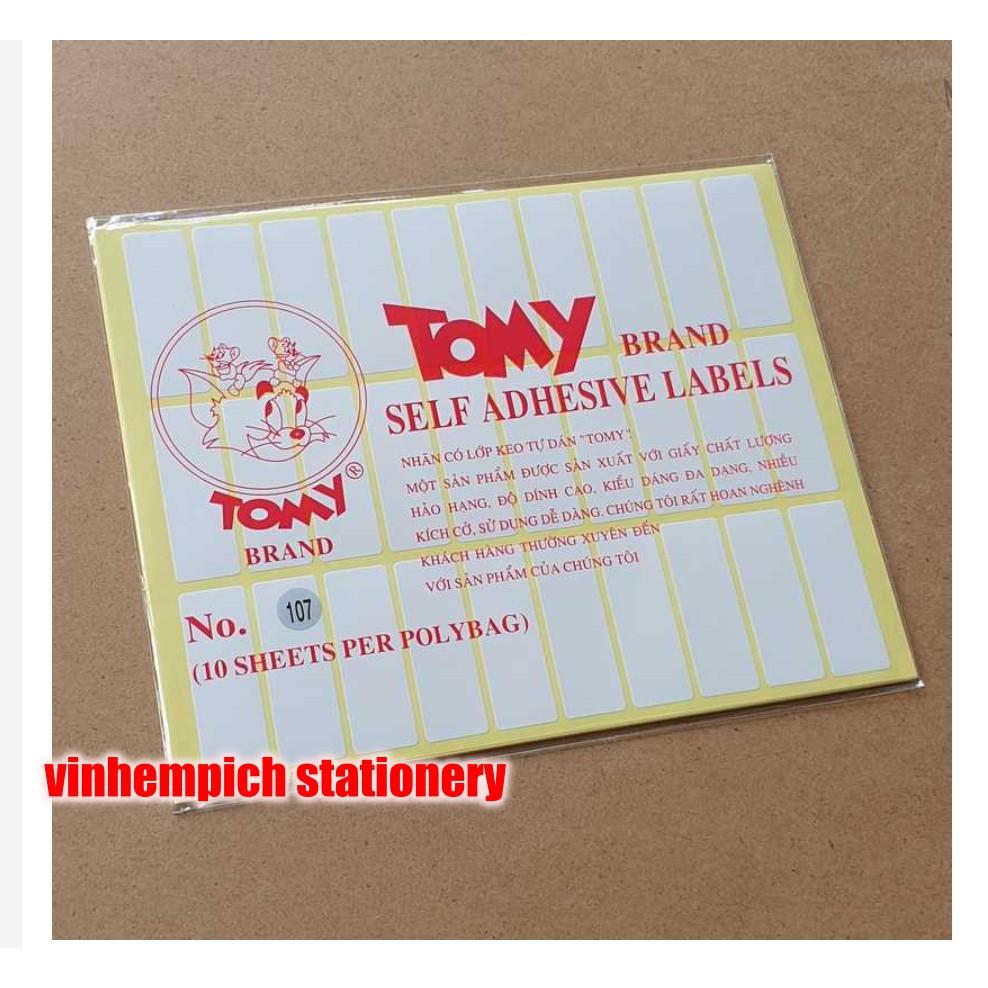 TOMY BRAND
SELF ADHESIVE LABELS
NHÃN CÓ LỚP KEO TỰ DÁN "TOMY"
MỘT SẢN PHẨM ĐƯỢC SẢN XUẤT VỚI GIẤY CHẤT LƯỢNG
HẢO HẠNG, ĐỘ DÍNH CAO, KIỂU DÁNG ĐA DẠNG, NHIỀU
KÍCH CỞ, SỬ DỤNG DỄ DÀNG. CHÚNG TÔI RẤT HOAN NGHÊNH
KHÁCH HÀNG THƯỜNG XUYÊN ĐẾN
VỚI SẢN PHẨM CỦA CHÚNG TÔI
TOMY®
BRAND
No. 107
(10 SHEETS PER POLYBAG)
vinhempich stationery